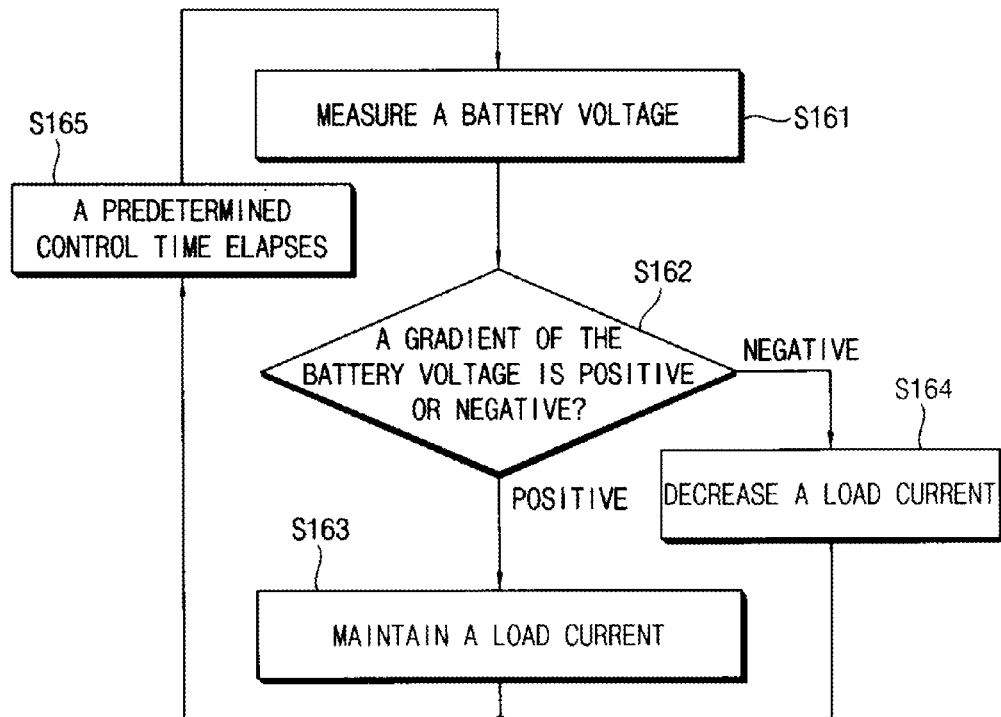 MEASURE A BATTERY VOLTAGE
S161
S165
A PREDETERMINED
CONTROL TIME ELAPSES
S162
A GRADIENT OF THE
BATTERY VOLTAGE IS POSITIVE
OR NEGATIVE?
NEGATIVE
S164
DECREASE A LOAD CURRENT
POSITIVE
S163
MAINTAIN A LOAD CURRENT